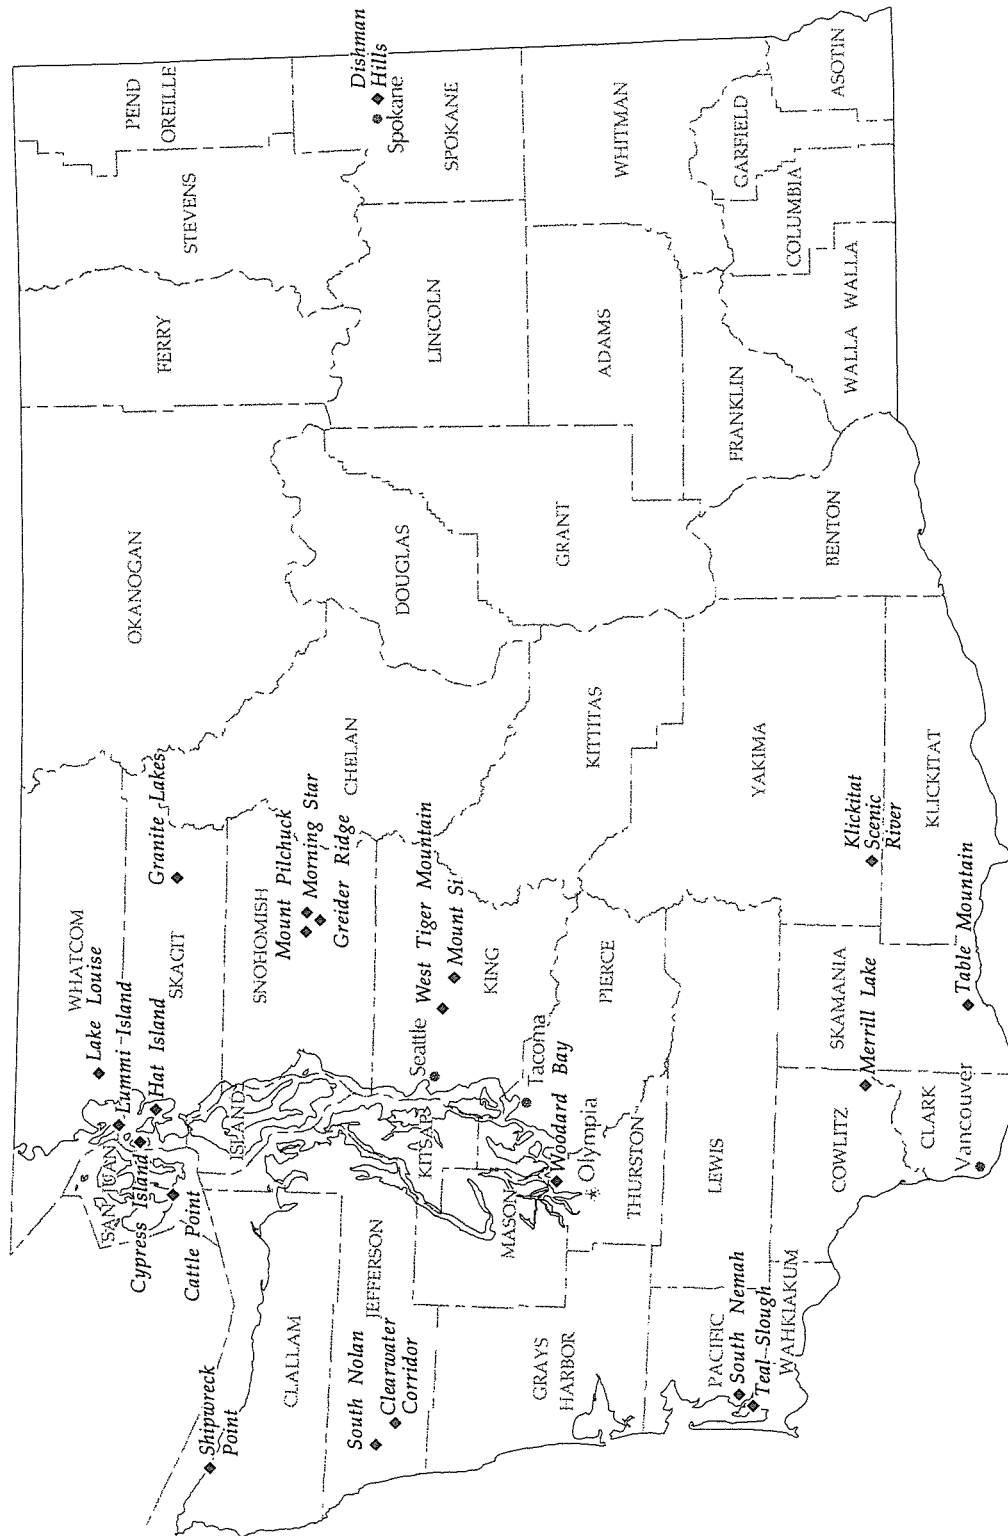 Shipwreck
Point
CLALLAM
South Nolan
Clearwater
Corridor
JEFFERSON
GRAYS
HARBOR
PACIFIC
South Nemah
Teal Slough
WAHKIAKUM
SAN JUAN
Cypress Island
Cattle Point
WHATCOM
Lake Louise
Lummi Island
Hat Island
SKAGIT
Granite Lakes
ISLAND
SNOHOMISH
Mount Pilchuck
Morning Star
Greider Ridge
KITSAP
Seattle
West Tiger Mountain
Mount Si
KING
MASON
Tacoma
Woodard Bay
Olympia
THURSTON
PIERCE
LEWIS
COWLITZ
SKAMANIA
Merrill Lake
CLARK
Vancouver
Table Mountain
OKANOGAN
CHELAN
DOUGLAS
KITTITAS
GRANT
YAKIMA
Klickitat
Scenic
River
KLICKITAT
BENTON
FERRY
STEVENS
PEND
OREILLE
LINCOLN
Dishman
Hills
Spokane
SPOKANE
ADAMS
WHITMAN
FRANKLIN
WALLA WALLA
COLUMBIA
GARFIELD
ASOTIN